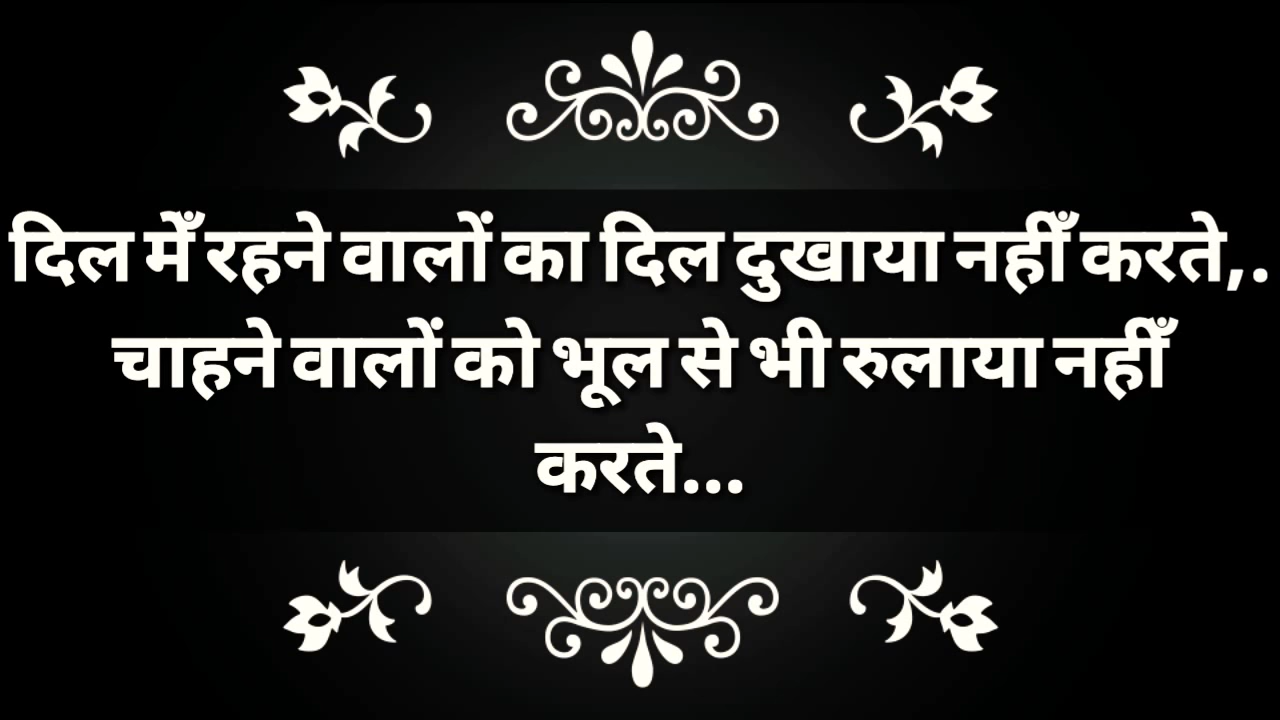 दिल मेँ रहने वालों का दिल दुखाया नहीँ करते,.
चाहने वालों को भूल से भी रुलाया नहीँ
करते...